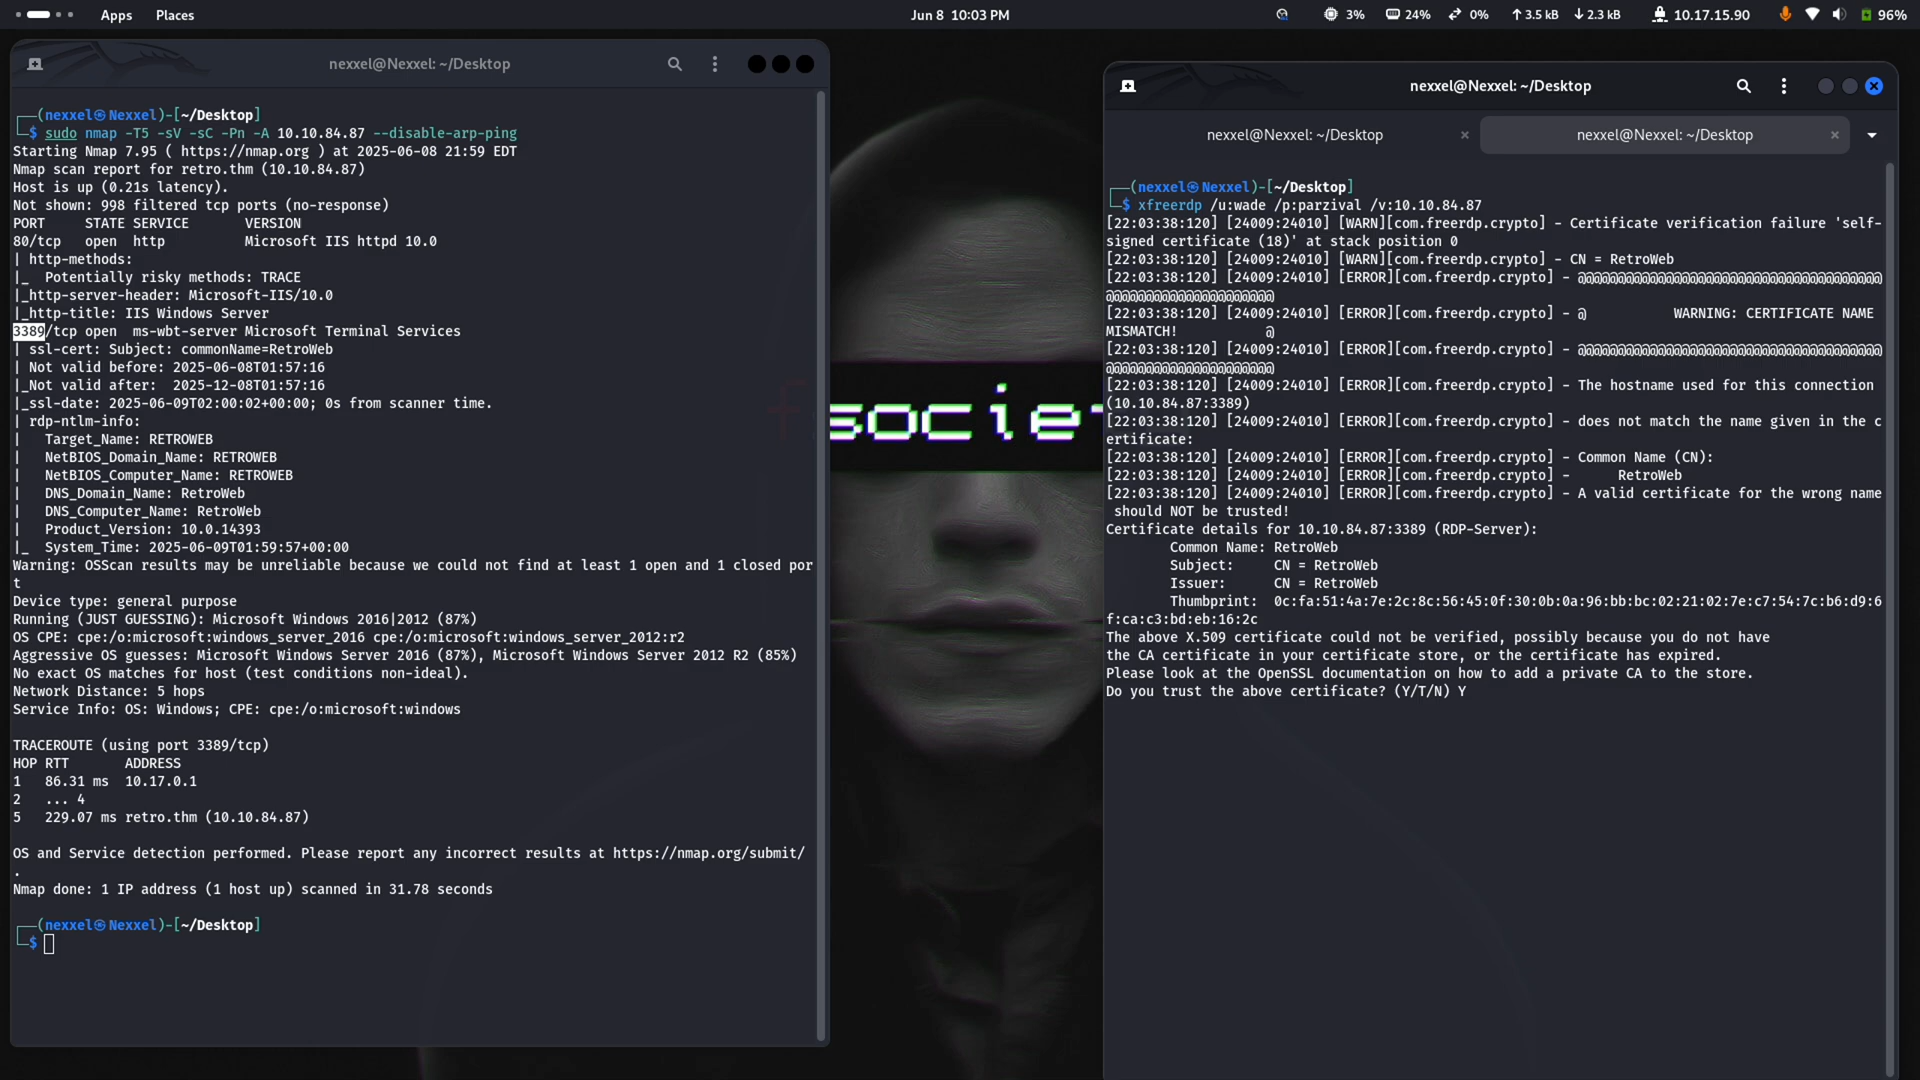 Apps Places Jun 8 10:03 PM 3% 24% 0% 3.5 kB 2.3 kB 10.17.15.90 96%
nexxel@Nexxel: ~/Desktop
┌──(nexxel㉿Nexxel)-[~/Desktop]
└─$ sudo nmap -T5 -sV -sC -Pn -A 10.10.84.87 --disable-arp-ping
Starting Nmap 7.95 ( https://nmap.org ) at 2025-06-08 21:59 EDT
Nmap scan report for retro.thm (10.10.84.87)
Host is up (0.21s latency).
Not shown: 998 filtered tcp ports (no-response)
PORT     STATE SERVICE       VERSION
80/tcp   open  http          Microsoft IIS httpd 10.0
| http-methods:
|_  Potentially risky methods: TRACE
|_http-server-header: Microsoft-IIS/10.0
|_http-title: IIS Windows Server
3389/tcp open  ms-wbt-server Microsoft Terminal Services
| ssl-cert: Subject: commonName=RetroWeb
| Not valid before: 2025-06-08T01:57:16
|_Not valid after:  2025-12-08T01:57:16
|_ssl-date: 2025-06-09T02:00:02+00:00; 0s from scanner time.
| rdp-ntlm-info:
|   Target_Name: RETROWEB
|   NetBIOS_Domain_Name: RETROWEB
|   NetBIOS_Computer_Name: RETROWEB
|   DNS_Domain_Name: RetroWeb
|   DNS_Computer_Name: RetroWeb
|   Product_Version: 10.0.14393
|_  System_Time: 2025-06-09T01:59:57+00:00
Warning: OSScan results may be unreliable because we could not find at least 1 open and 1 closed por
t
Device type: general purpose
Running (JUST GUESSING): Microsoft Windows 2016|2012 (87%)
OS CPE: cpe:/o:microsoft:windows_server_2016 cpe:/o:microsoft:windows_server_2012:r2
Aggressive OS guesses: Microsoft Windows Server 2016 (87%), Microsoft Windows Server 2012 R2 (85%)
No exact OS matches for host (test conditions non-ideal).
Network Distance: 5 hops
Service Info: OS: Windows; CPE: cpe:/o:microsoft:windows
TRACEROUTE (using port 3389/tcp)
HOP RTT       ADDRESS
1   86.31 ms  10.17.0.1
2   ... 4
5   229.07 ms retro.thm (10.10.84.87)
OS and Service detection performed. Please report any incorrect results at https://nmap.org/submit/
.
Nmap done: 1 IP address (1 host up) scanned in 31.78 seconds
┌──(nexxel㉿Nexxel)-[~/Desktop]
└─$
societ
nexxel@Nexxel: ~/Desktop
nexxel@Nexxel: ~/Desktop nexxel@Nexxel: ~/Desktop
┌──(nexxel㉿Nexxel)-[~/Desktop]
└─$ xfreerdp /u:wade /p:parzival /v:10.10.84.87
[22:03:38:120] [24009:24010] [WARN][com.freerdp.crypto] - Certificate verification failure 'self-
signed certificate (18)' at stack position 0
[22:03:38:120] [24009:24010] [WARN][com.freerdp.crypto] - CN = RetroWeb
[22:03:38:120] [24009:24010] [ERROR][com.freerdp.crypto] - @@@@@@@@@@@@@@@@@@@@@@@@@@@@@@@@@@@@@@
@@@@@@@@@@@@@@@@@@@@@
[22:03:38:120] [24009:24010] [ERROR][com.freerdp.crypto] - @           WARNING: CERTIFICATE NAME
MISMATCH!           @
[22:03:38:120] [24009:24010] [ERROR][com.freerdp.crypto] - @@@@@@@@@@@@@@@@@@@@@@@@@@@@@@@@@@@@@@
@@@@@@@@@@@@@@@@@@@@@
[22:03:38:120] [24009:24010] [ERROR][com.freerdp.crypto] - The hostname used for this connection
(10.10.84.87:3389)
[22:03:38:120] [24009:24010] [ERROR][com.freerdp.crypto] - does not match the name given in the c
ertificate:
[22:03:38:120] [24009:24010] [ERROR][com.freerdp.crypto] - Common Name (CN):
[22:03:38:120] [24009:24010] [ERROR][com.freerdp.crypto] -      RetroWeb
[22:03:38:120] [24009:24010] [ERROR][com.freerdp.crypto] - A valid certificate for the wrong name
should NOT be trusted!
Certificate details for 10.10.84.87:3389 (RDP-Server):
        Common Name: RetroWeb
        Subject:     CN = RetroWeb
        Issuer:      CN = RetroWeb
        Thumbprint:  0c:fa:51:4a:7e:2c:8c:56:45:0f:30:0b:0a:96:bb:bc:02:21:02:7e:c7:54:7c:b6:d9:6
f:ca:c3:bd:eb:16:2c
The above X.509 certificate could not be verified, possibly because you do not have
the CA certificate in your certificate store, or the certificate has expired.
Please look at the OpenSSL documentation on how to add a private CA to the store.
Do you trust the above certificate? (Y/T/N) Y